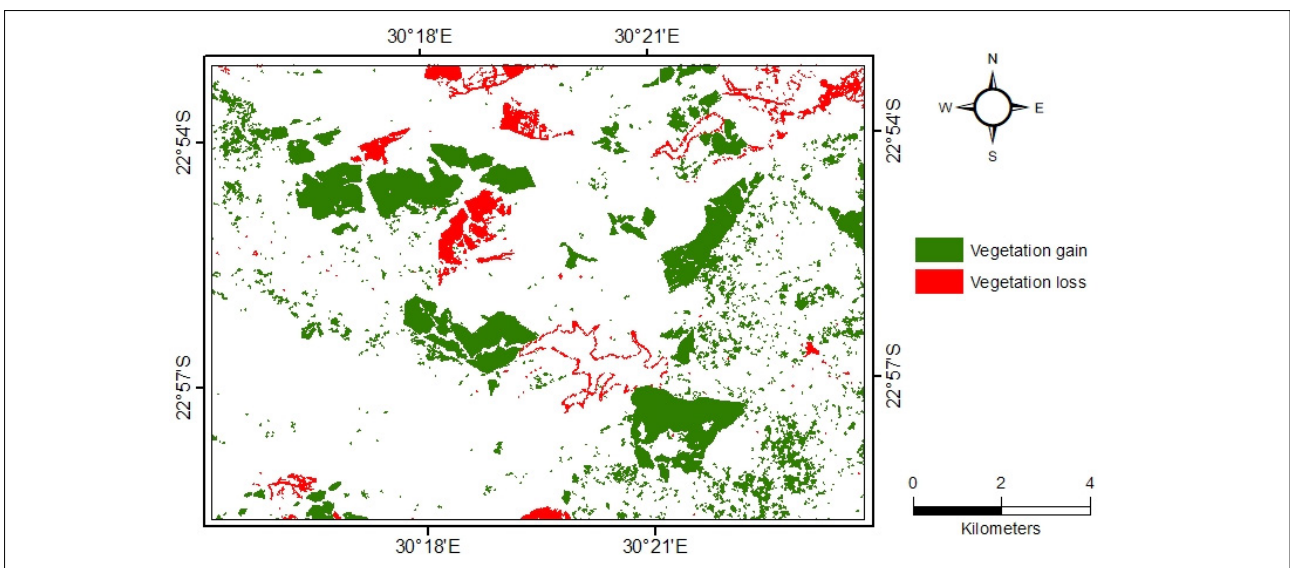 30°18'E 30°21'E
N
W E
S
22°54'S 22°54'S
Vegetation gain
Vegetation loss
22°57'S 22°57'S
0 2 4
Kilometers
30°18'E 30°21'E